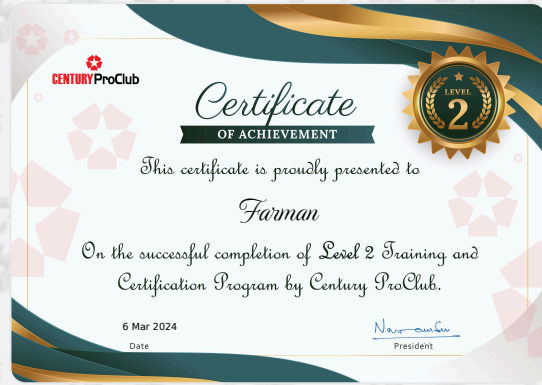 CENTURY ProClub
Certificate
OF ACHIEVEMENT
LEVEL
2
This certificate is proudly presented to
Farman
On the successful completion of Level 2 Training and
Certification Program by Century ProClub.
6 Mar 2024
Date
President